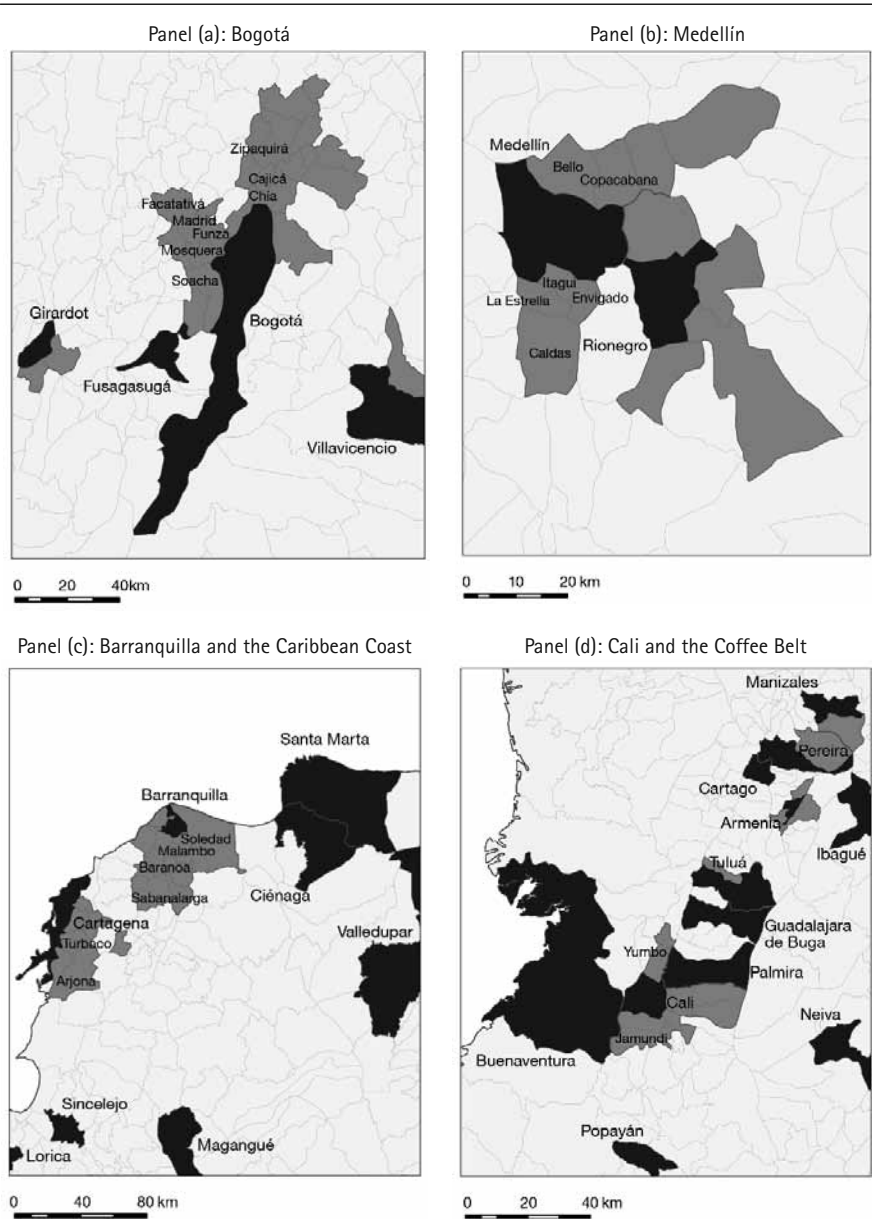 Panel (a): Bogotá
Zipaquirá
Cajicá
Chía
Facatativá
Madrid
Funza
Mosquera
Soacha
Girardot
Bogotá
Fusagasugá
Villavicencio
0 20 40km
Panel (b): Medellín
Medellín
Bello
Copacabana
Itagua
La Estrella
Envigado
Rionegro
Caldas
0 10 20 km
Panel (c): Barranquilla and the Caribbean Coast
Santa Marta
Barranquilla
Soledad
Malambo
Baranoa
Sabanalarga
Ciénagà
Cartagena
Turbaco
Valledupar
Arjona
Sincelejo
Lorica
Magangué
0 40 80 km
Panel (d): Cali and the Coffee Belt
Manizales
Pereira
Cartago
Armenia
Ibagué
Tuluá
Guadalajara
de Buga
Yumbo
Palmira
Cali
Neiva
Jamundi
Buenaventura
Popayán
0 20 40 km